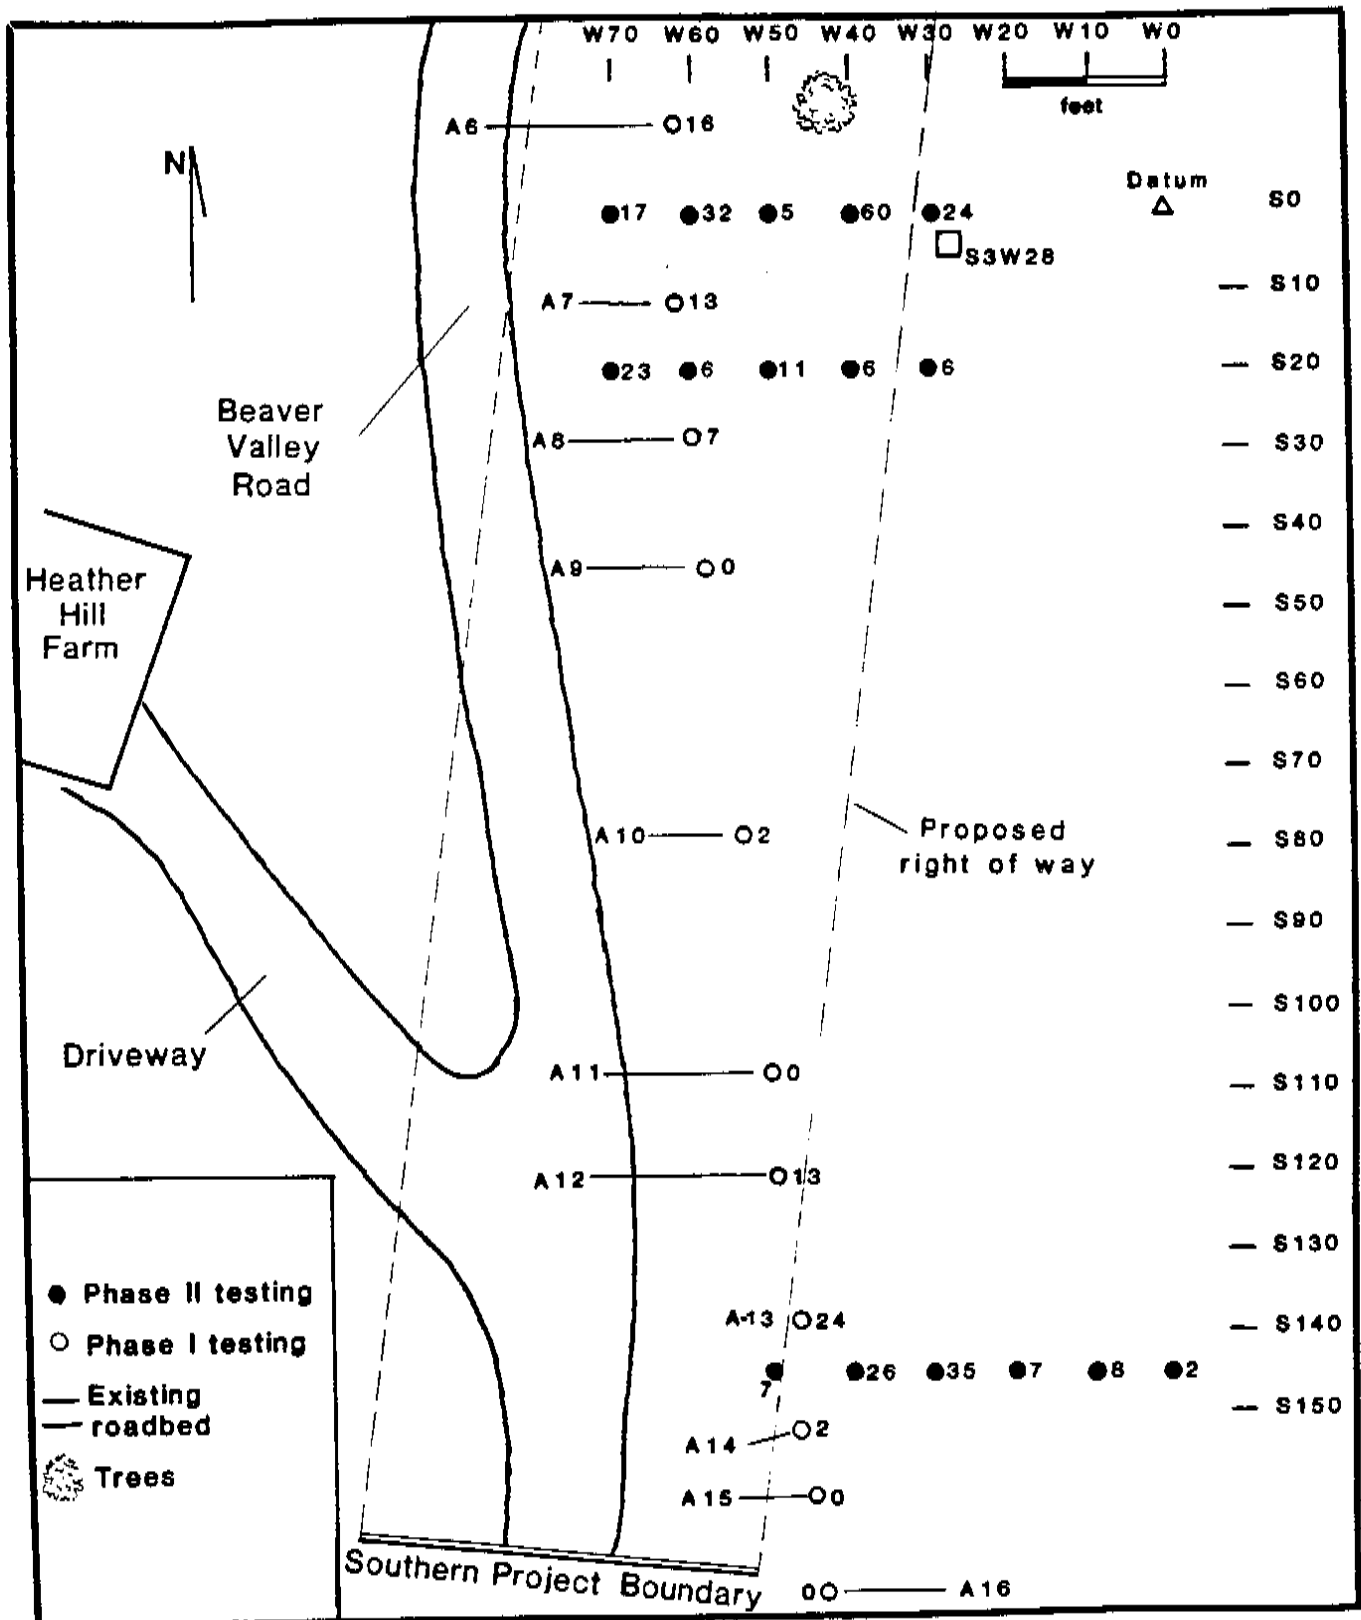 W70 W60 W50 W40 W30 W20 W10 W0
feet
A6 16
N
Datum
S0
17 32 5 60 24
S3W28
S10
A7 13
S20
23 6 11 6 6
Beaver
Valley
Road
A8 7
S30
S40
A9 0
Heather
Hill
Farm
S50
S60
S70
A10 2
Proposed
right of way
S80
S90
S100
Driveway
A11 0
S110
A12 13
S120
S130
A-13 24
S140
7 26 35 7 8 2
S150
A14 2
A15 0
Phase II testing
Phase I testing
Existing
roadbed
Trees
Southern Project Boundary
0 A16